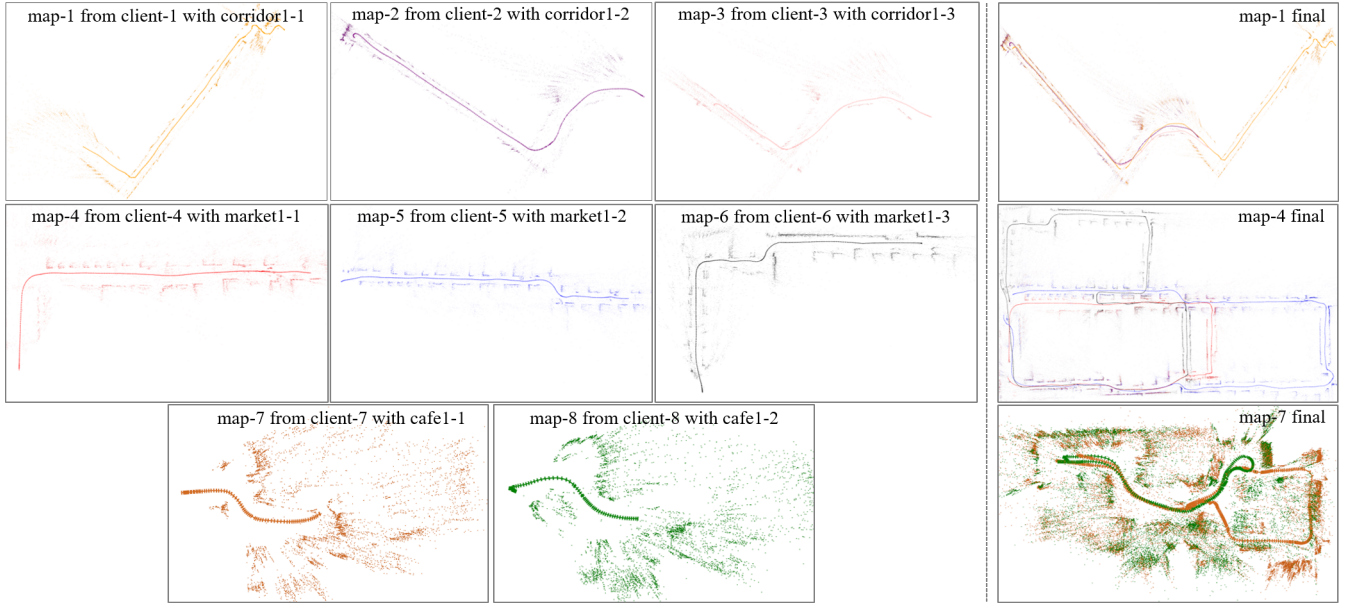 map-1 from client-1 with corridor1-1
map-2 from client-2 with corridor1-2
map-3 from client-3 with corridor1-3
map-1 final
map-4 from client-4 with market1-1
map-5 from client-5 with market1-2
map-6 from client-6 with market1-3
map-4 final
map-7 from client-7 with cafe1-1
map-8 from client-8 with cafe1-2
map-7 final